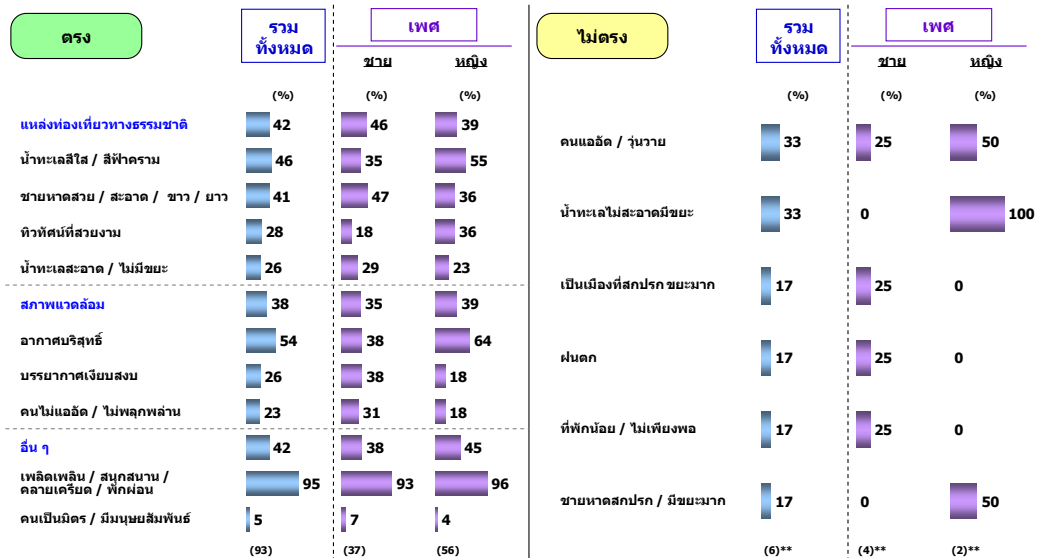 ตรง
รวม
ทั้งหมด
เพศ
ชาย
หญิง
(%)
(%)
(%)
แหล่งท่องเที่ยวทางธรรมชาติ 42 46 39
น้ำทะเลสีใส / สีฟ้าคราม 46 35 55
ชายหาดสวย / สะอาด / ขาว / ยาว 41 47 36
ทิวทัศน์ที่สวยงาม 28 18 36
น้ำทะเลสะอาด / ไม่มีขยะ 26 29 23
สภาพแวดล้อม 38 35 39
อากาศบริสุทธิ์ 54 38 64
บรรยากาศเงียบสงบ 26 38 18
คนไม่แออัด / ไม่พลุกพล่าน 23 31 18
อื่น ๆ 42 38 45
เพลิดเพลิน / สนุกสนาน /
คลายเครียด / พักผ่อน 95 93 96
คนเป็นมิตร / มีมนุษยสัมพันธ์ 5 7 4
(93) (37) (56)
ไม่ตรง
รวม
ทั้งหมด
เพศ
ชาย
หญิง
(%)
(%)
(%)
คนแออัด / วุ่นวาย 33 25 50
น้ำทะเลไม่สะอาดมีขยะ 33 0 100
เป็นเมืองที่สกปรก ขยะมาก 17 25 0
ฝนตก 17 25 0
ที่พักน้อย / ไม่เพียงพอ 17 25 0
ชายหาดสกปรก / มีขยะมาก 17 0 50
(6)** (4)** (2)**